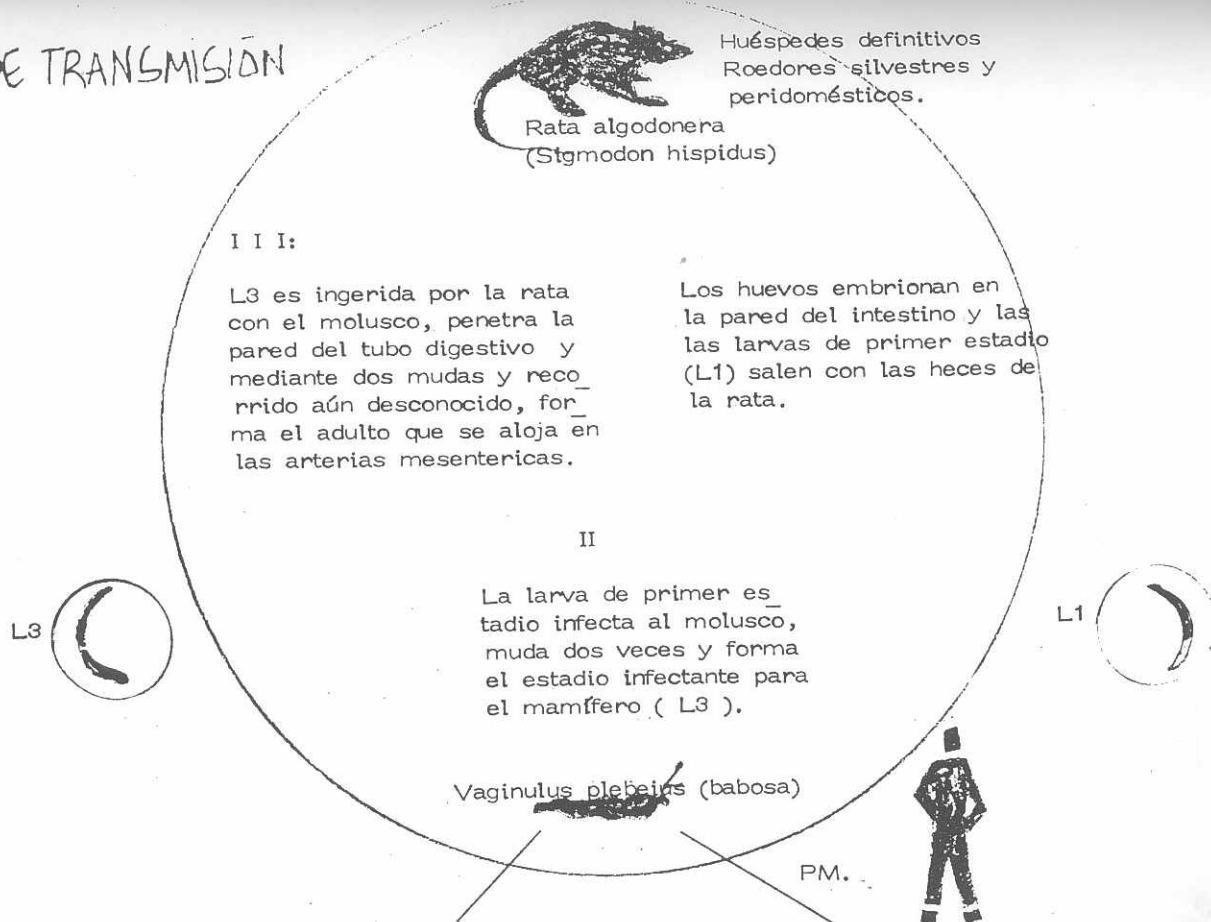 E TRANSMISIÓN
Huéspedes definitivos
Roedores silvestres y
peridomésticos.
Rata algodonera
(Stgmodon hispidus)
I I I:
L3 es ingerida por la rata
con el molusco, penetra la
pared del tubo digestivo y
mediante dos mudas y reco_
rrido aún desconocido, for_
ma el adulto que se aloja en
las arterias mesentericas.
Los huevos embrionan en
la pared del intestino y las
las larvas de primer estadio
(L1) salen con las heces de
la rata.
II
La larva de primer es_
tadio infecta al molusco,
muda dos veces y forma
el estadio infectante para
el mamífero ( L3 ).
L3
L1
Vaginulus plebeius (babosa)
PM.